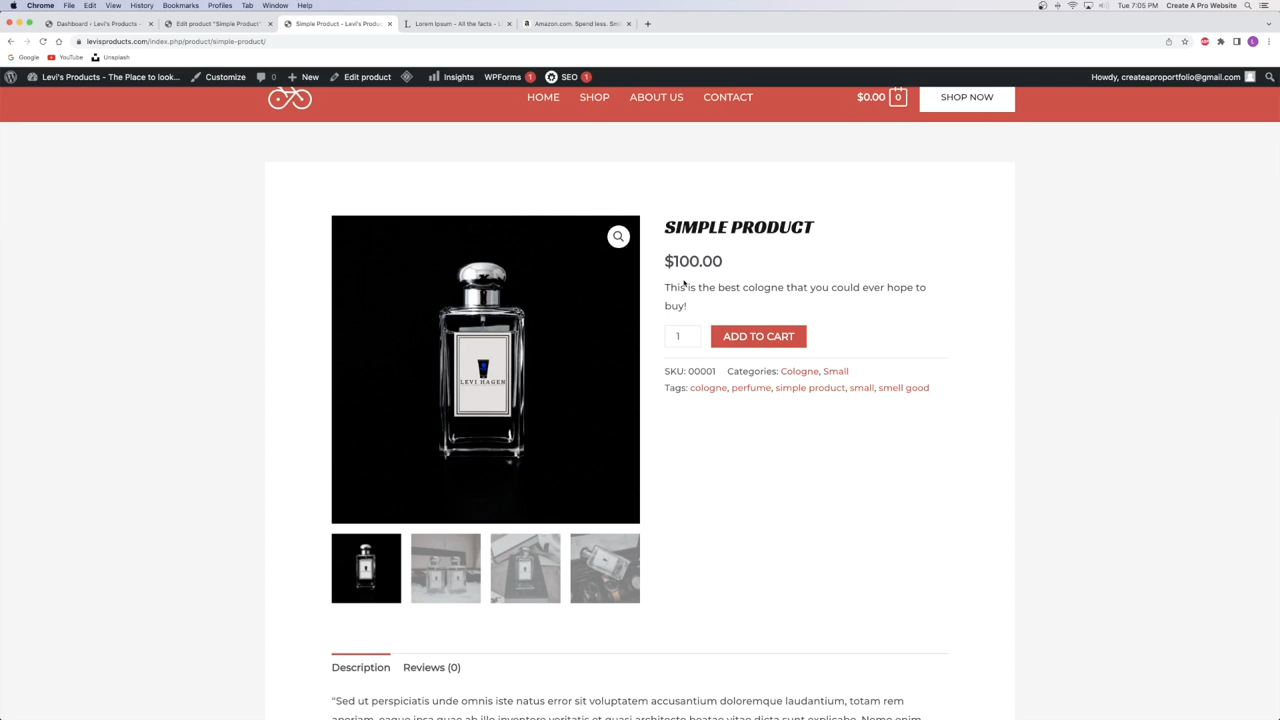 Chrome File Edit View History Bookmarks Profiles Tab Window Help
Tue 7:05 PM Create A Pro Website
Dashboard ‹ Levi's Products -
Edit product "Simple Product"
Simple Product - Levi's Produc
Lorem Ipsum - All the facts - L
Amazon.com. Spend less. Smi
levisproducts.com/index.php/product/simple-product/
Google YouTube Unsplash
Levi's Products - The Place to look... Customize 0 New Edit product Insights WPForms 1 SEO 1 Howdy, createaproportfolio@gmail.com
HOME SHOP ABOUT US CONTACT $0.00 0 SHOP NOW
SIMPLE PRODUCT
$100.00
This is the best cologne that you could ever hope to
buy!
1 ADD TO CART
SKU: 00001 Categories: Cologne, Small
Tags: cologne, perfume, simple product, small, smell good
LEVI HAGEN
Description Reviews (0)
“Sed ut perspiciatis unde omnis iste natus error sit voluptatem accusantium doloremque laudantium, totam rem
aperiam, eaque ipsa quae ab illo inventore veritatis et quasi architecto beatae vitae dicta sunt explicabo. Nemo enim